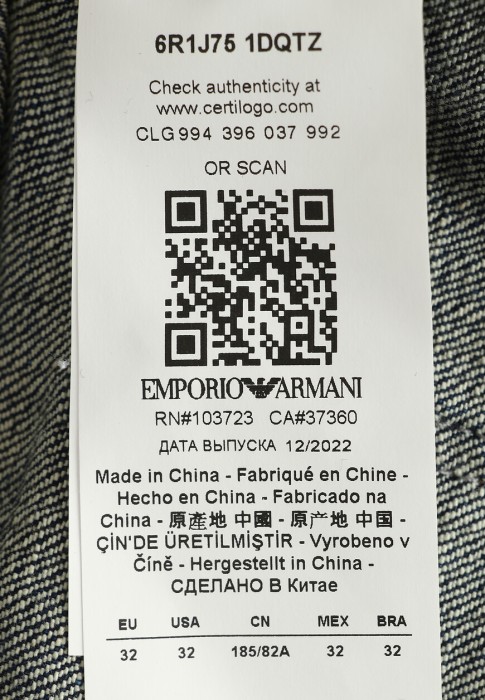 6R1J75 1DQTZ
Check authenticity at
www.certilogo.com
CLG 994 396 037 992
OR SCAN
EMPORIO ARMANI
RN#103723 CA#37360
ДАТА ВЫПУСКА 12/2022
Made in China - Fabriqué en Chine -
Hecho en China - Fabricado na
China - 原產地 中國 - 原产地 中国 -
ÇİN'DE ÜRETİLMİŞTİR - Vyrobeno v
Číně - Hergestellt in China -
СДЕЛАНО В Китае
EU USA CN MEX BRA
32 32 185/82A 32 32